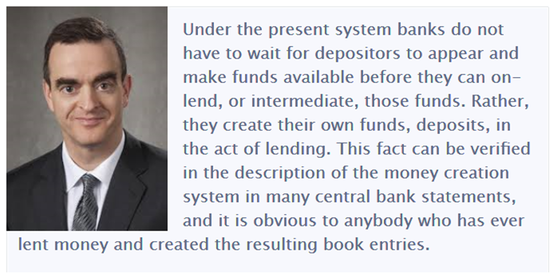 Under the present system banks do not
have to wait for depositors to appear and
make funds available before they can on-
lend, or intermediate, those funds. Rather,
they create their own funds, deposits, in
the act of lending. This fact can be verified
in the description of the money creation
system in many central bank statements,
and it is obvious to anybody who has ever
lent money and created the resulting book entries.